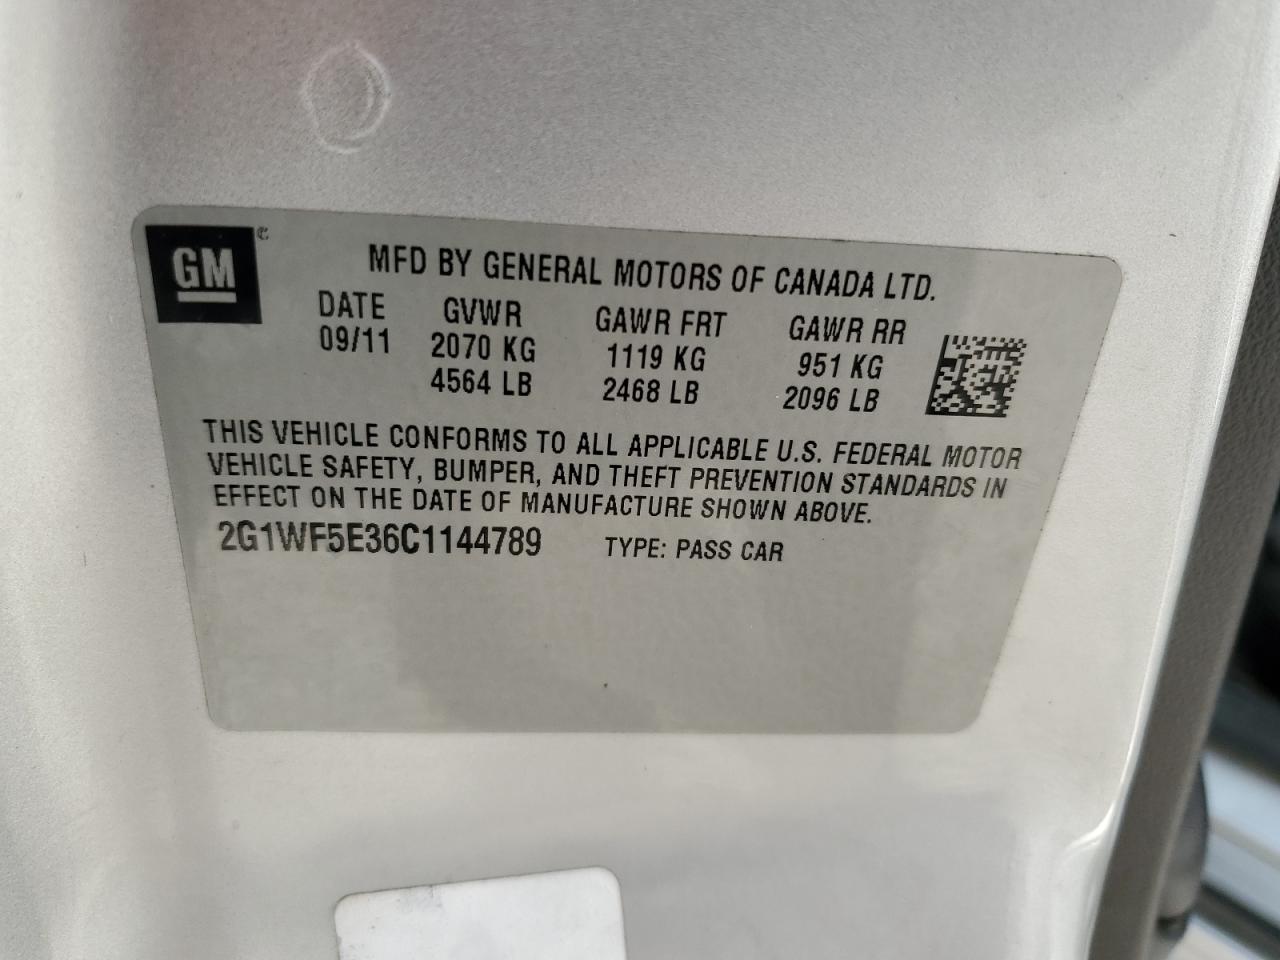 GM
MFD BY GENERAL MOTORS OF CANADA LTD.
DATE GVWR GAWR FRT GAWR RR
09/11 2070 KG 1119 KG 951 KG
4564 LB 2468 LB 2096 LB
THIS VEHICLE CONFORMS TO ALL APPLICABLE U.S. FEDERAL MOTOR
VEHICLE SAFETY, BUMPER, AND THEFT PREVENTION STANDARDS IN
EFFECT ON THE DATE OF MANUFACTURE SHOWN ABOVE.
2G1WF5E36C1144789 TYPE: PASS CAR